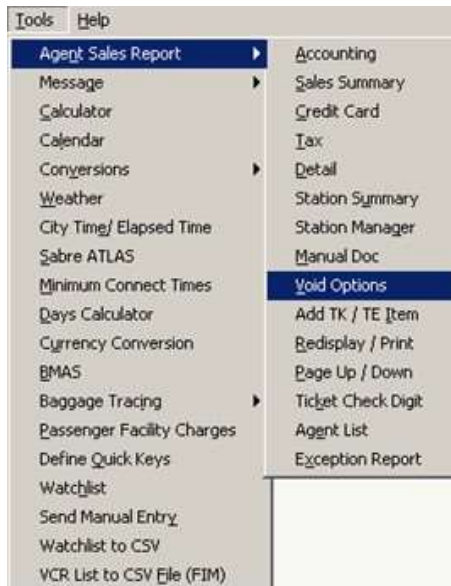 Tools Help
Agent Sales Report
Message
Calculator
Calendar
Conversions
Weather
City Time/ Elapsed Time
Sabre ATLAS
Minimum Connect Times
Days Calculator
Currency Conversion
BMAS
Baggage Tracing
Passenger Facility Charges
Define Quick Keys
Watchlist
Send Manual Entry
Watchlist to CSV
VCR List to CSV File (FIM)
Accounting
Sales Summary
Credit Card
Tax
Detail
Station Summary
Station Manager
Manual Doc
Void Options
Add TK / TE Item
Redisplay / Print
Page Up / Down
Ticket Check Digit
Agent List
Exception Report